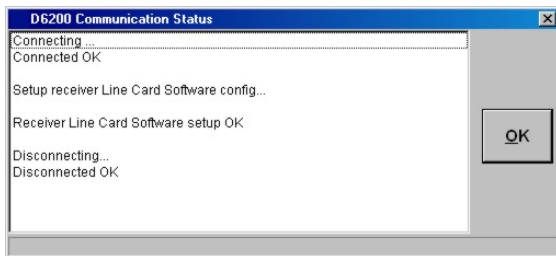 D6200 Communication Status
Connecting ...
Connected OK
Setup receiver Line Card Software config...
Receiver Line Card Software setup OK
OK
Disconnecting...
Disconnected OK